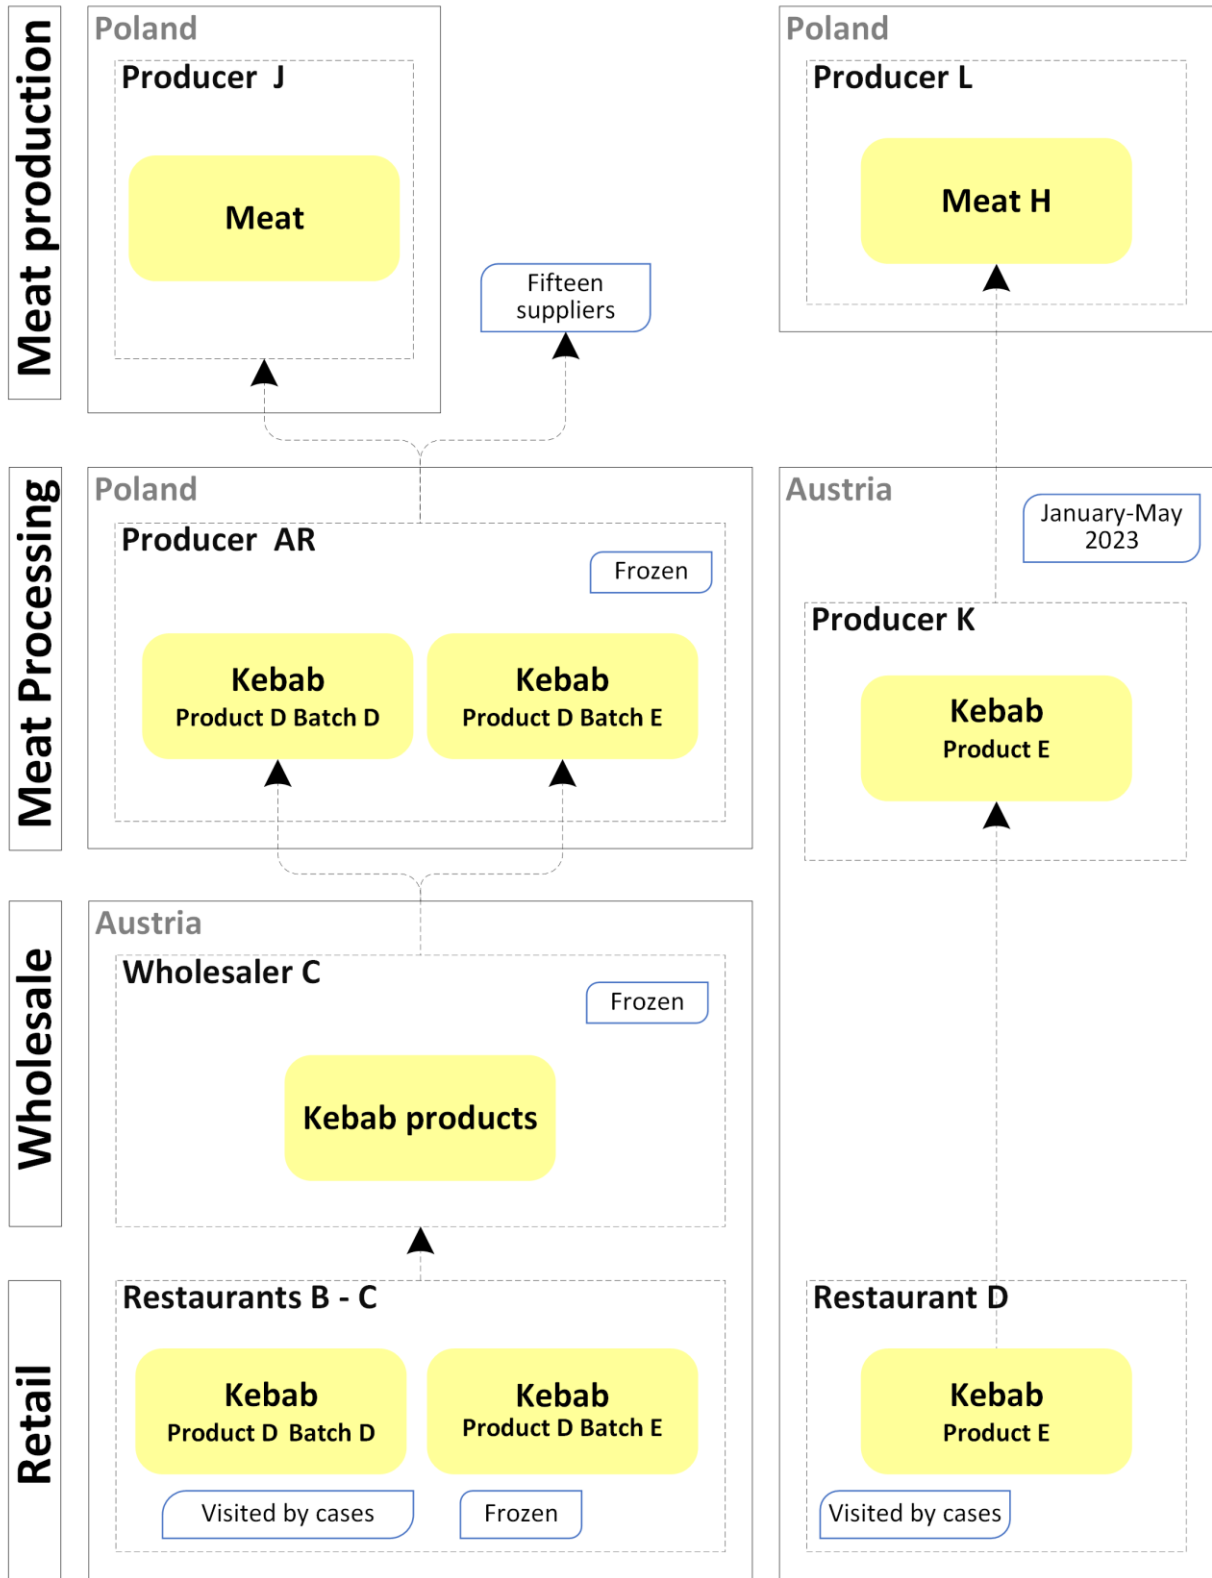 Meat production
Poland
Producer J
Meat
Fifteen
suppliers
Poland
Producer L
Meat H
Meat Processing
Poland
Producer AR
Frozen
Kebab
Product D Batch D
Kebab
Product D Batch E
Austria
January-May
2023
Producer K
Kebab
Product E
Wholesale
Austria
Wholesaler C
Frozen
Kebab products
Retail
Restaurants B - C
Kebab
Product D Batch D
Kebab
Product D Batch E
Visited by cases
Frozen
Restaurant D
Kebab
Product E
Visited by cases